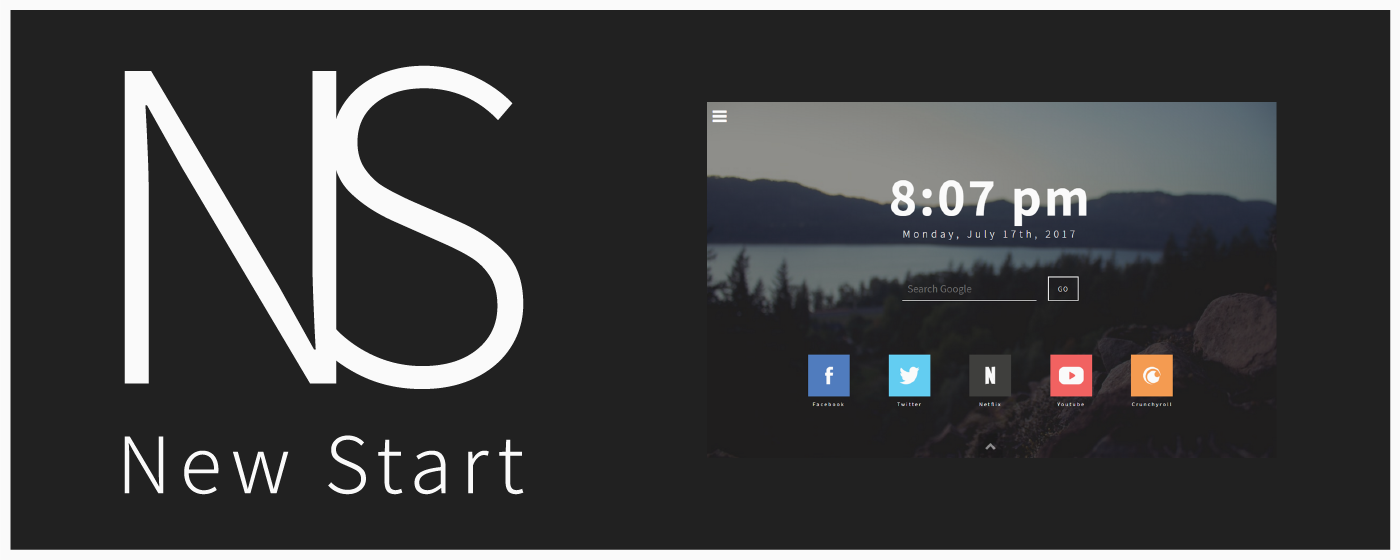 NS
New Start
8:07 pm
Monday, July 17th, 2017
Search Google
GO
Facebook
Twitter
Netflix
Youtube
Crunchyroll